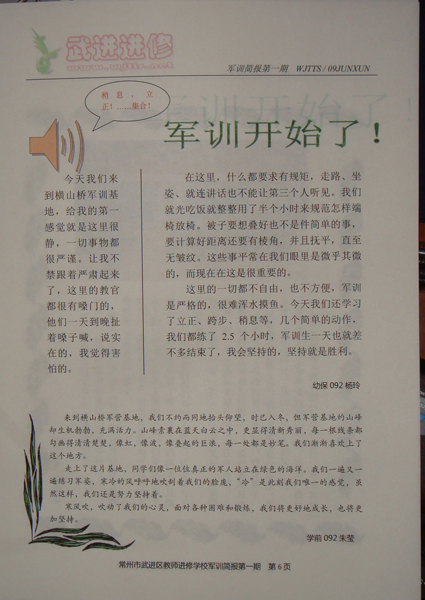 武进进修
军训简报第一期 WJTTS / 09JUNXUN
稍息、立
正！……集合！
军训开始了！
今天我们来
到横山桥军训基
地，给我的第一
感觉就是这里很
静，一切事物都
很严谨。让我不
禁跟着严肃起来
了，这里的教官
都很有嗓门的，
他们一天到晚扯
着嗓子喊，说实
在的，我觉得害
怕的。
在这里，什么都要求有规矩，走路、坐
姿、就连讲话也不能让第三个人听见。我们
就光吃饭就整整用了半个小时来规范怎样端
椅放椅。被子要想叠好也不是件简单的事，
要计算好距离还要有棱角，并且抚平，直至
无皱纹。这些事平常在我们眼里是微乎其微
的，而现在在这是很重要的。
这里的一切都不自由，也不方便，军训
是严格的，很难浑水摸鱼。今天我们还学习
了立正、跨步、稍息等，几个简单的动作，
我们都练了 2.5 个小时，军训生一天也就差
不多结束了，我会坚持的，坚持就是胜利。
幼保 092 杨玲
来到横山桥军营基地，我们不约而同地抬头仰望，时已入冬，但军营基地的山峰
却生机勃勃，充满活力。山峰素裹在蓝天白云之中，更显得清新秀丽，每一根线条都
勾画得清清楚楚，像虹，像波，像叠起的巨浪，每一处都是妙笔。我们渐渐喜欢上了
这个地方。
走上了这片基地，同学们像一位位真正的军人站立在绿色的海洋。我们一遍又一
遍练习军姿，寒冷的风呼呼地吹刮着我们的脸庞，“冷”是此刻我们唯一的感觉，虽
然这样，我们还是努力坚持着。
寒风吹，吹动了我们的心灵，面对各种困难和锻炼，我们将更好地成长，也将更
加坚持。
学前 092 朱莹
常州市武进区教师进修学校军训简报第一期 第 6 页